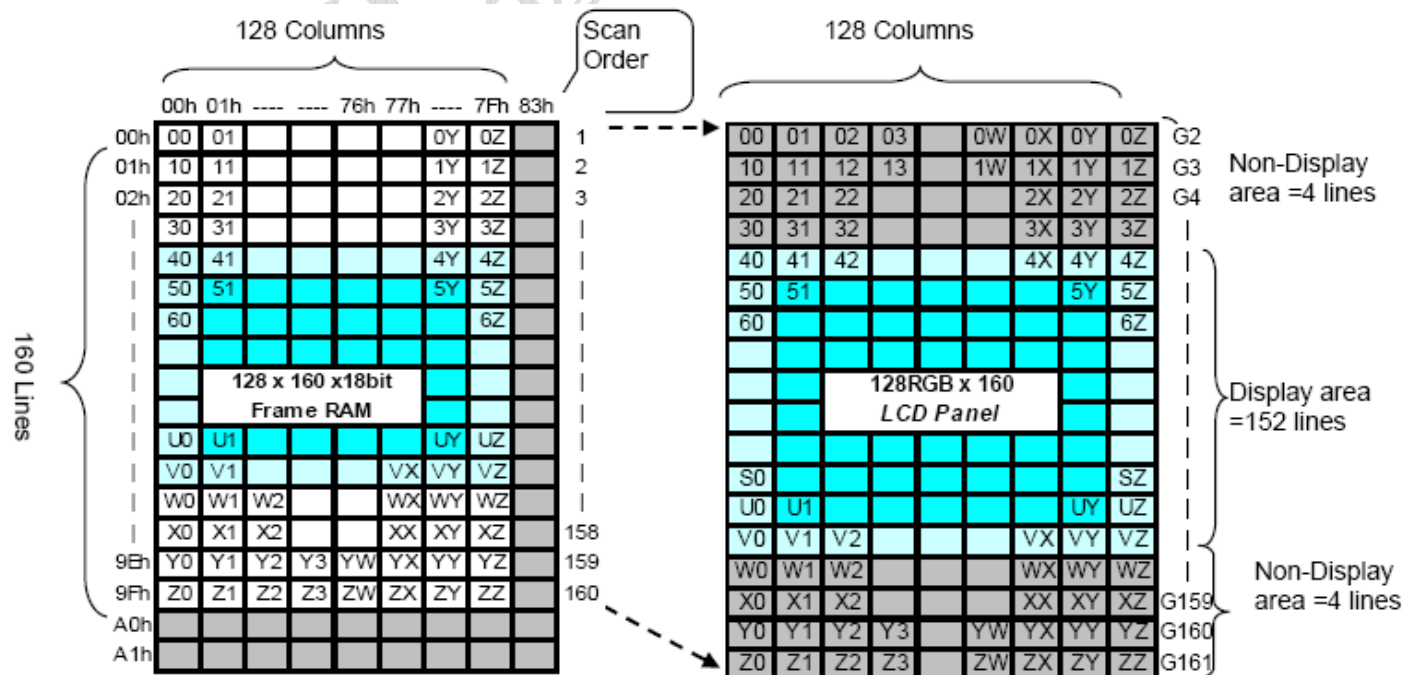 128 Columns
Scan Order
128 Columns
00h 01h ---- ---- 76h 77h ---- 7Fh 83h
00h 00 01 0Y 0Z 1
01h 10 11 1Y 1Z 2
02h 20 21 2Y 2Z 3
30 31 3Y 3Z
40 41 4Y 4Z
50 51 5Y 5Z
60 6Z
128 x 160 x18bit
Frame RAM
U0 U1 UY UZ
V0 V1 VX VY VZ
W0 W1 W2 WX WY WZ
X0 X1 X2 XX XY XZ 158
9Eh Y0 Y1 Y2 Y3 YW YX YY YZ 159
9Fh Z0 Z1 Z2 Z3 ZW ZX ZY ZZ 160
A0h
A1h
160 Lines
00 01 02 03 0W 0X 0Y 0Z G2
10 11 12 13 1W 1X 1Y 1Z G3
20 21 22 2X 2Y 2Z G4
30 31 32 3X 3Y 3Z
40 41 42 4X 4Y 4Z
50 51 5Y 5Z
60 6Z
128RGB x 160
LCD Panel
S0 SZ
U0 U1 UY UZ
V0 V1 V2 VX VY VZ
W0 W1 W2 WX WY WZ
X0 X1 X2 XX XY XZ G159
Y0 Y1 Y2 Y3 YW YX YY YZ G160
Z0 Z1 Z2 Z3 ZW ZX ZY ZZ G161
Non-Display
area =4 lines
Display area
=152 lines
Non-Display
area =4 lines